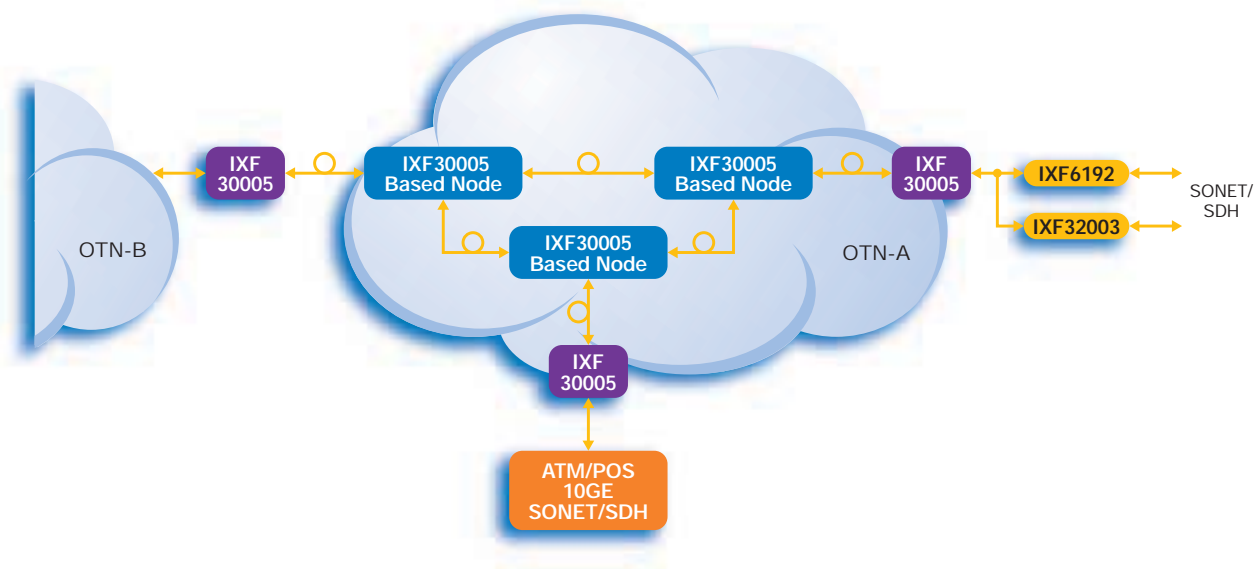 OTN-B
IXF
30005
IXF30005
Based Node
IXF30005
Based Node
IXF30005
Based Node
OTN-A
IXF
30005
IXF6192
IXF32003
SONET/
SDH
IXF
30005
ATM/POS
10GE
SONET/SDH